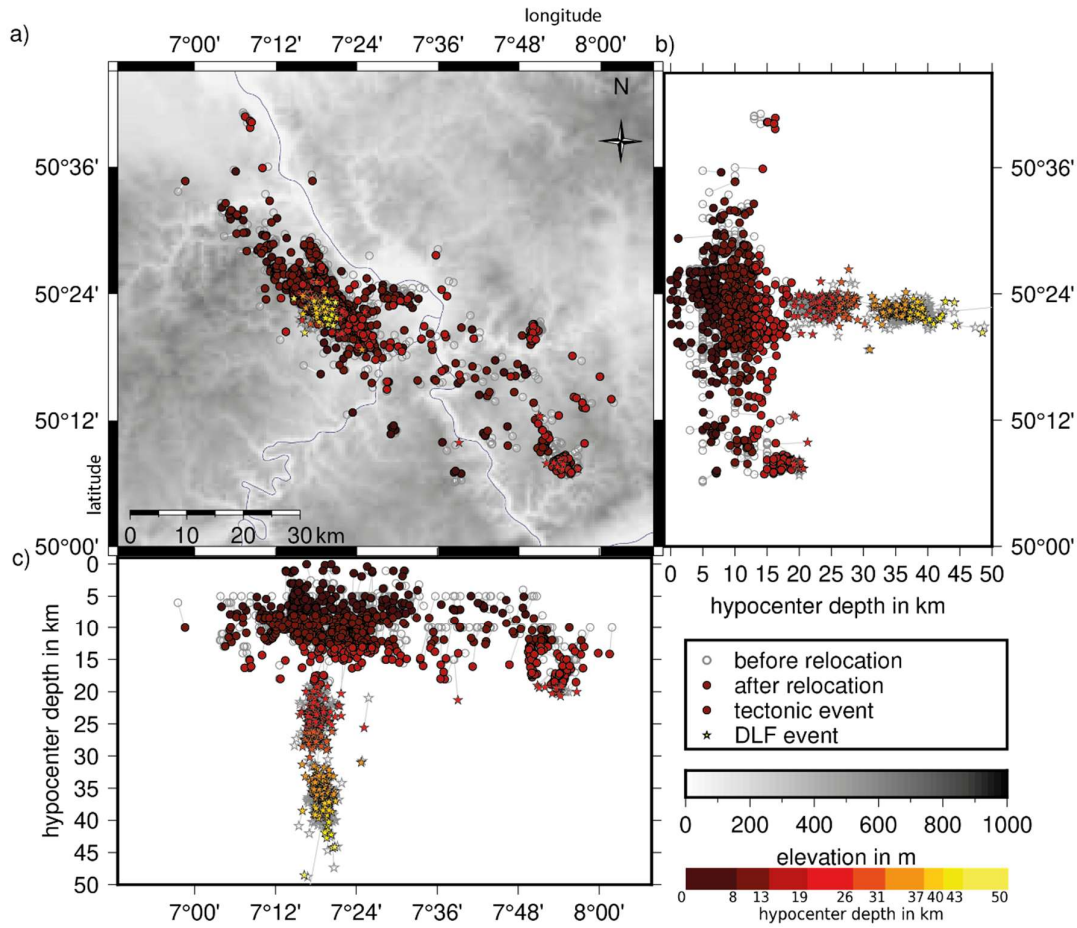 longitude
a)
7°00' 7°12' 7°24' 7°36' 7°48' 8°00'
b)
N
50°36'
50°24'
50°12'
50°00'
latitude
0 10 20 30 km
50°36'
50°24'
50°12'
50°00'
0 5 10 15 20 25 30 35 40 45 50
hypocenter depth in km
c)
0
5
10
15
20
25
30
35
40
45
50
hypocenter depth in km
7°00' 7°12' 7°24' 7°36' 7°48' 8°00'
before relocation
after relocation
tectonic event
DLF event
0 200 400 600 800 1000
elevation in m
0 8 13 19 26 31 37 40 43 50
hypocenter depth in km